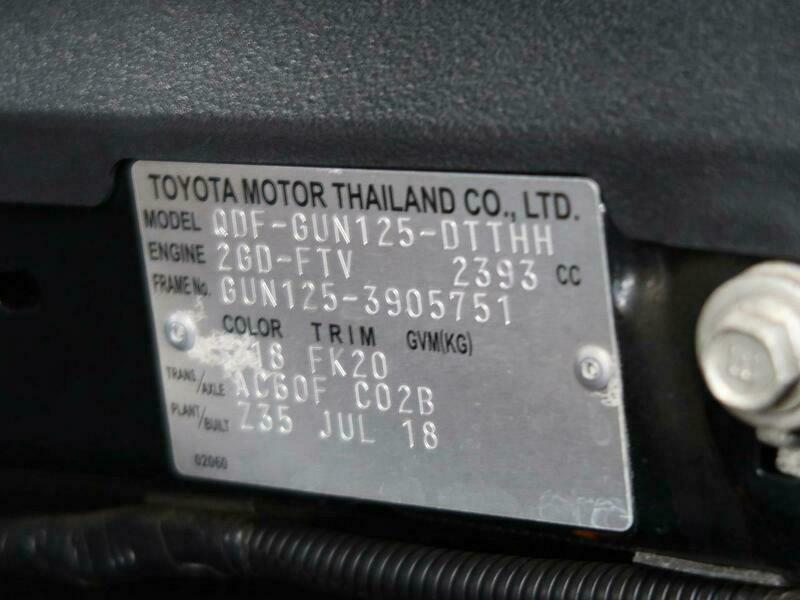 TOYOTA MOTOR THAILAND CO., LTD.
MODEL QDF-GUN125-DTTHH
ENGINE 2GD-FTV 2393 CC
FRAME No. GUN125-3905751
COLOR TRIM GVM(KG)
FK20
TRANS/AXLE AC60F C02B
PLANT/BUILT Z35 JUL 18
02060